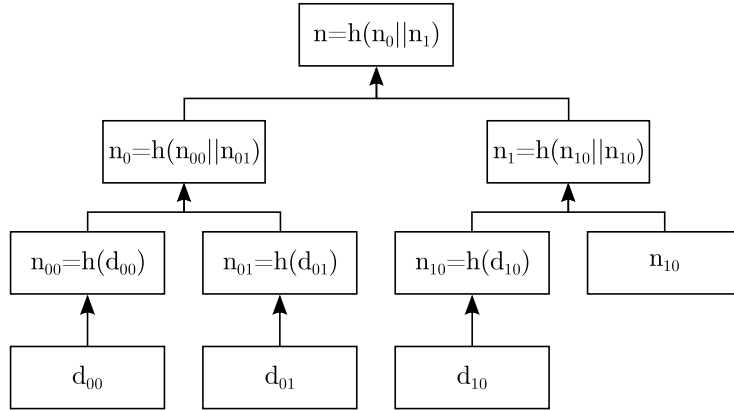 n=h(n₀||n₁)
n₀=h(n₀₀||n₀₁)
n₁=h(n₁₀||n₁₀)
n₀₀=h(d₀₀)
n₀₁=h(d₀₁)
n₁₀=h(d₁₀)
n₁₀
d₀₀
d₀₁
d₁₀